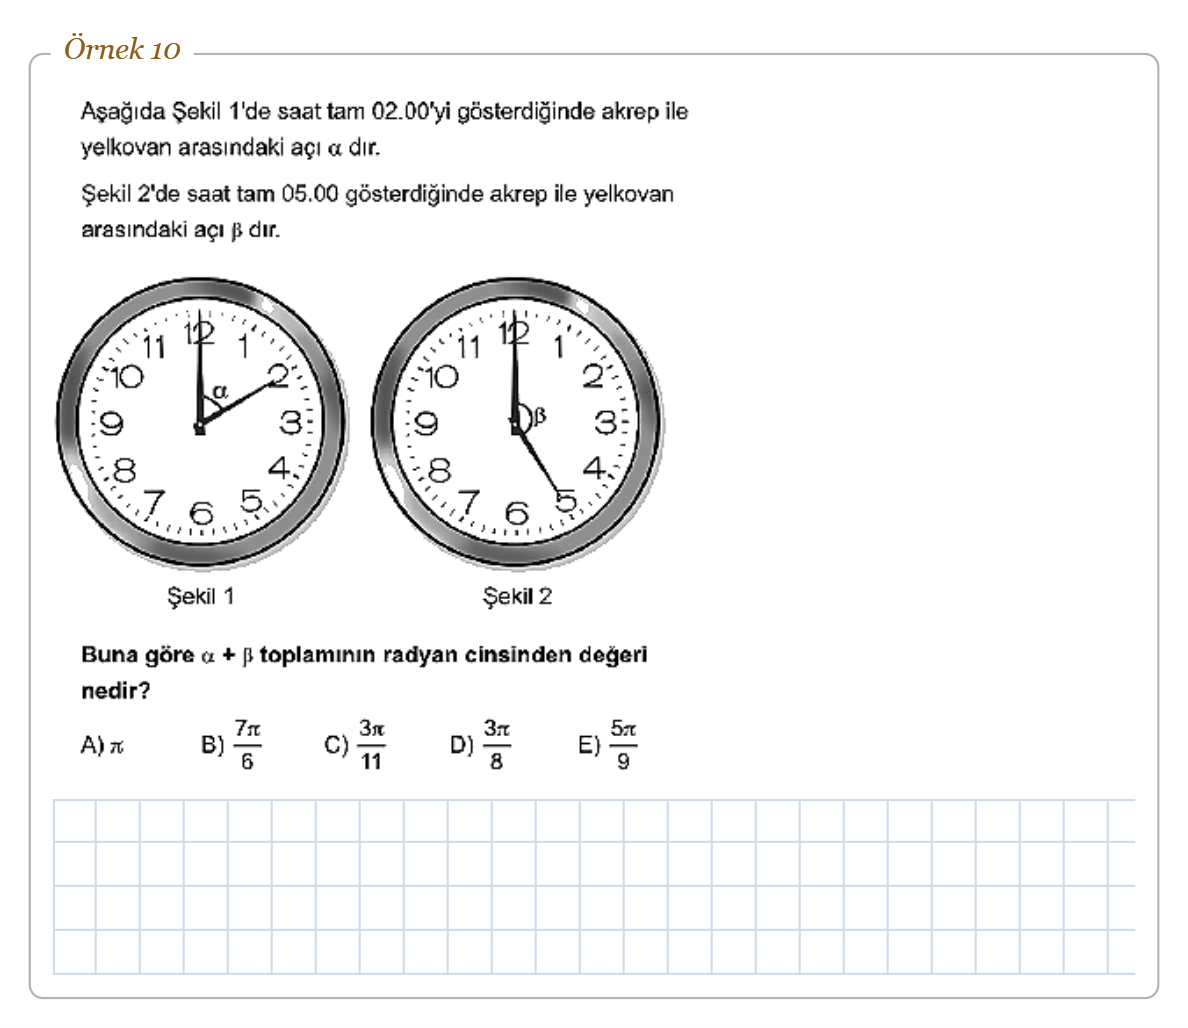 Örnek 10
Aşağıda Şekil 1'de saat tam 02.00'yi gösterdiğinde akrep ile
yelkovan arasındaki açı α dır.
Şekil 2'de saat tam 05.00 gösterdiğinde akrep ile yelkovan
arasındaki açı β dır.
12 1 2 3 4 5 6 7 8 9 10 11
α
12 1 2 3 4 5 6 7 8 9 10 11
β
Şekil 1 Şekil 2
Buna göre α + β toplamının radyan cinsinden değeri
nedir?
A) π B) 7π/6 C) 3π/11 D) 3π/8 E) 5π/9